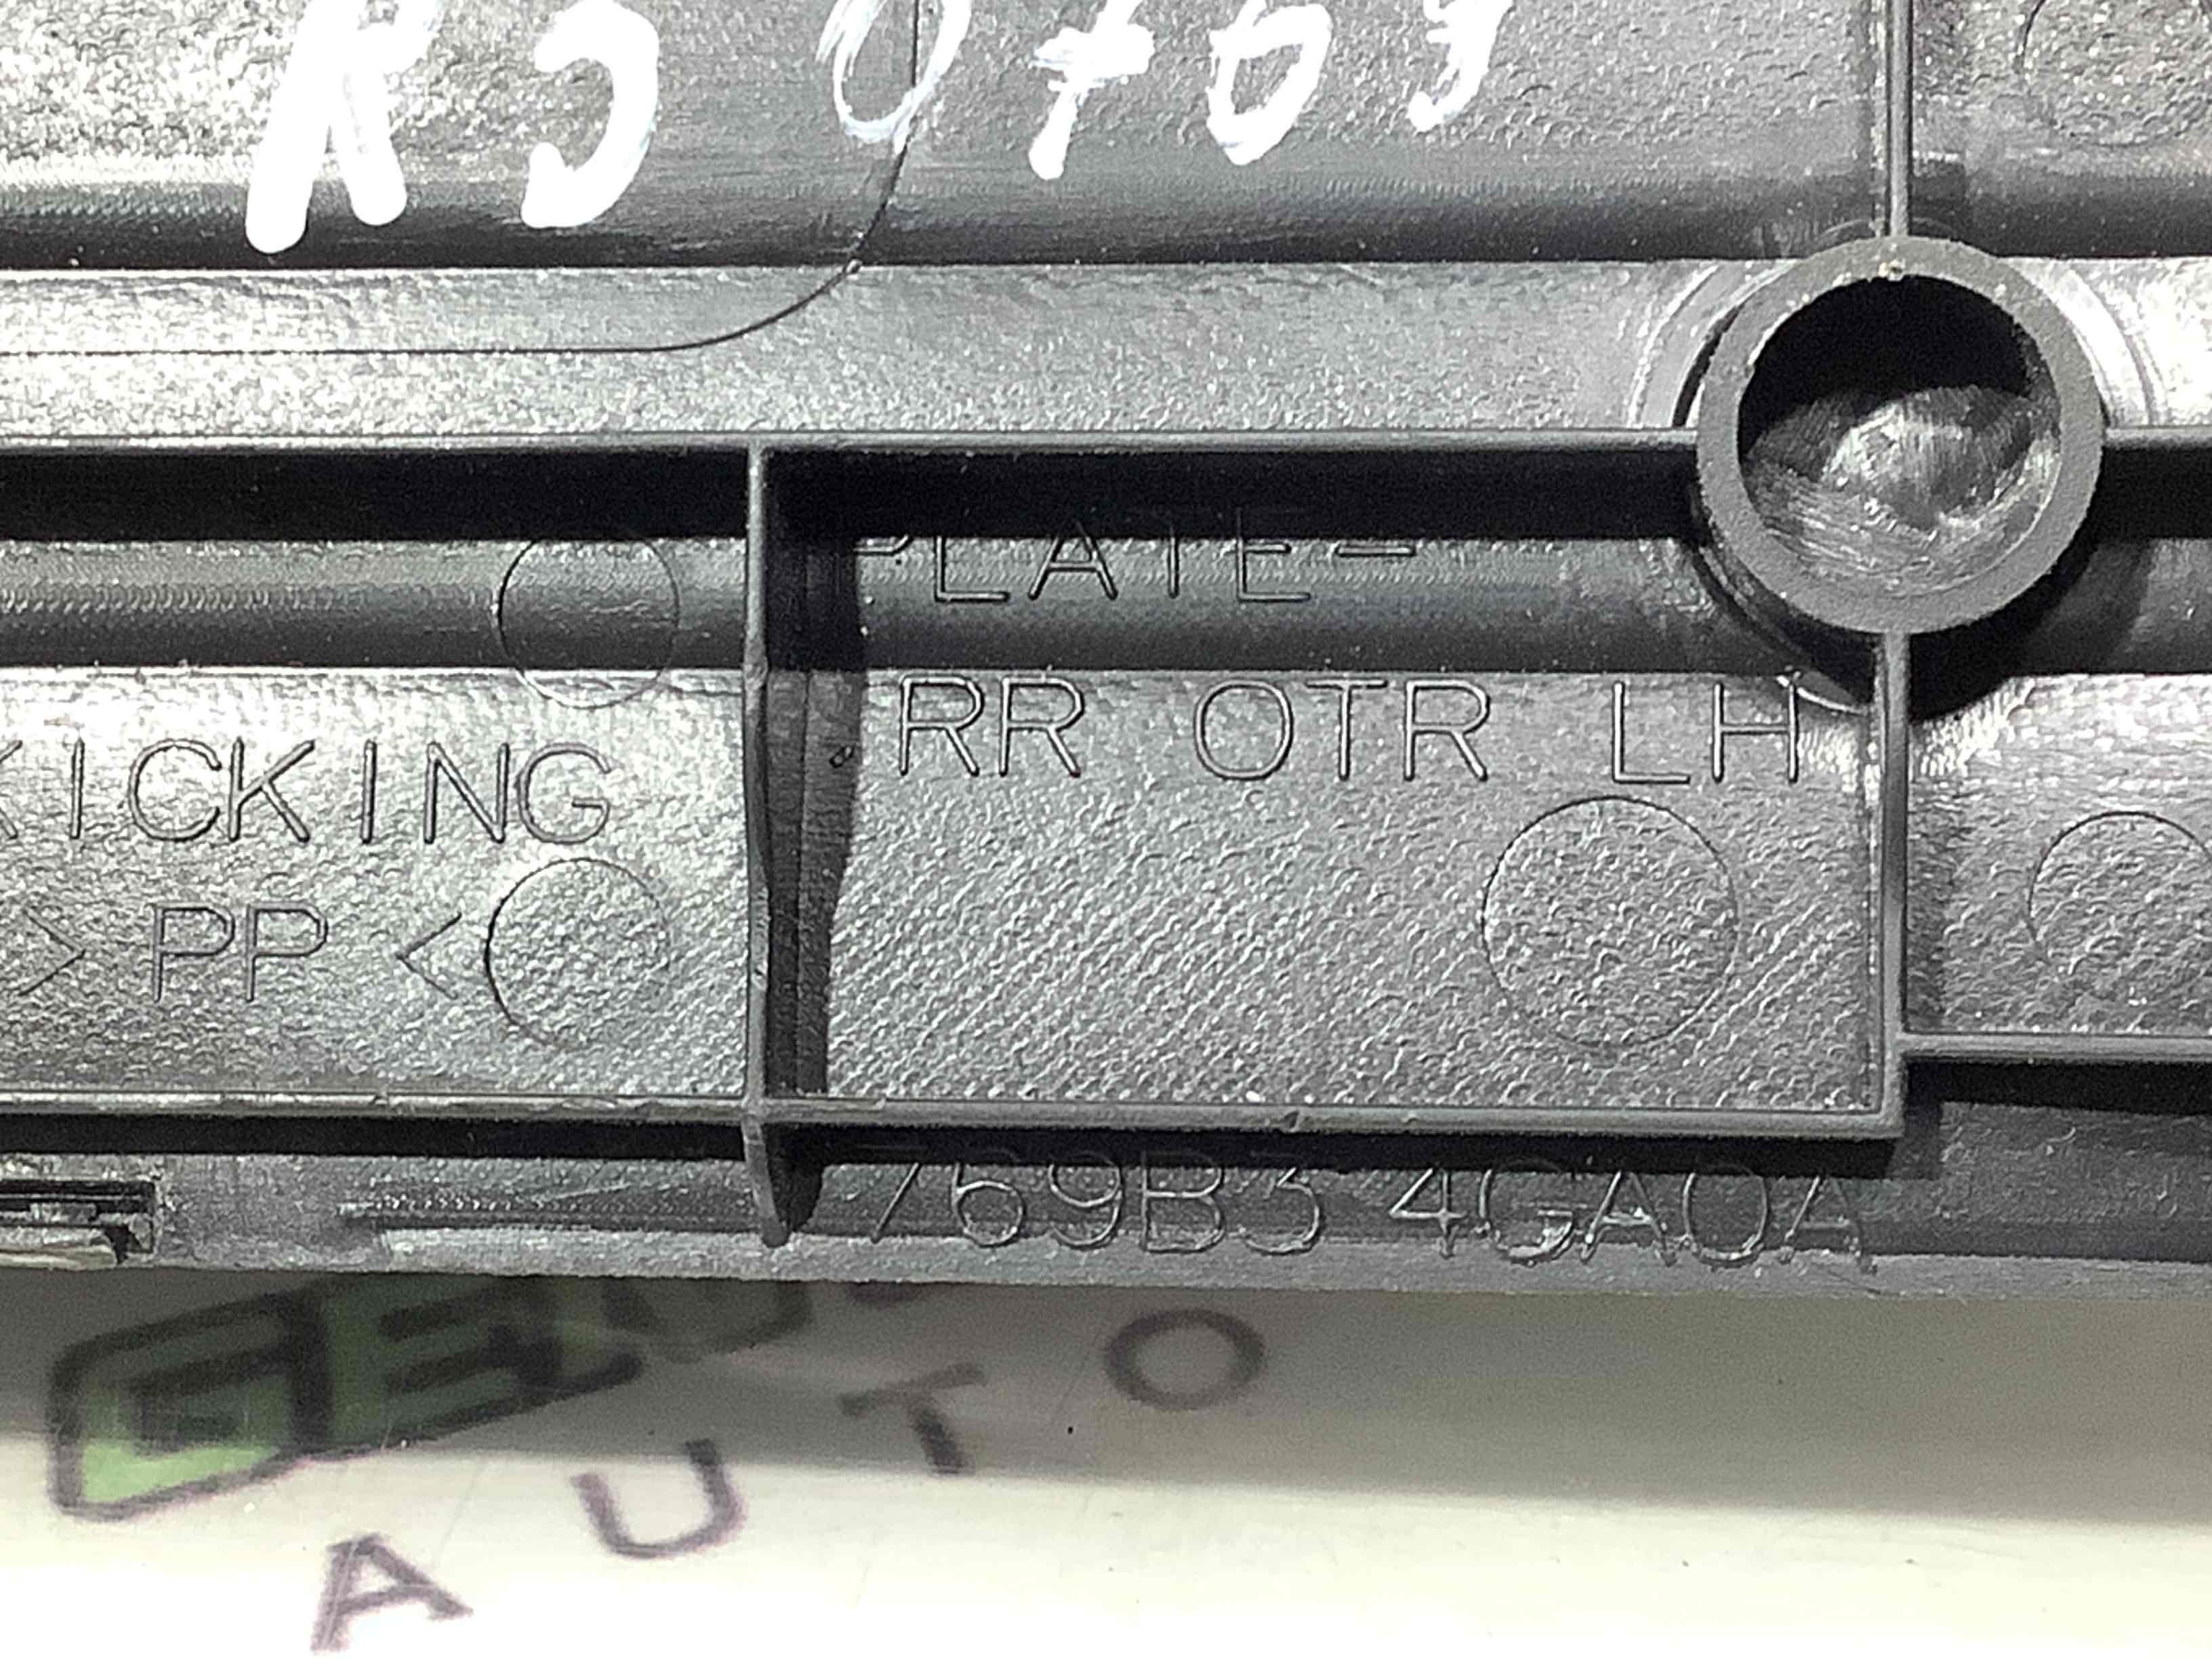 PLATE-
RR OTR LH
KICKING
>PP<
769B3 4GA0A
AUTO